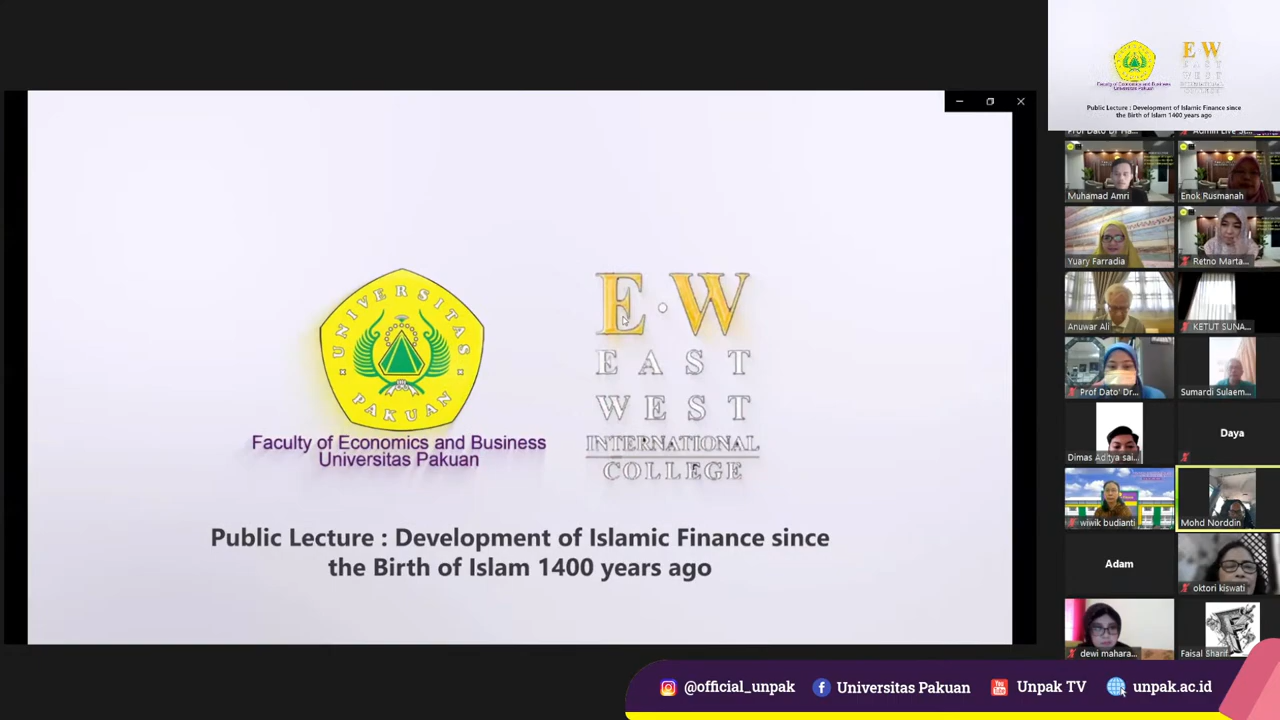 UNIVERSITAS
PAKUAN
Faculty of Economics and Business
Universitas Pakuan
E·W
EAST
WEST
INTERNATIONAL
COLLEGE
Public Lecture : Development of Islamic Finance since
the Birth of Islam 1400 years ago
E W
EAST
WEST
Faculty of Economics and Business
Universitas Pakuan
Public Lecture : Development of Islamic Finance since
the Birth of Islam 1400 years ago
Muhamad Amri
Enok Rusmanah
Yuary Farradia
Retno Marta...
Anuwar Ali
KETUT SUNA...
Prof Dato' Dr...
Sumardi Sulaem...
Dimas Aditya sai...
Daya
wiwik budianti
Mohd Norddin
Adam
oktori kiswati
dewi mahara...
Faisal Sharif
@official_unpak
Universitas Pakuan
Unpak TV
unpak.ac.id